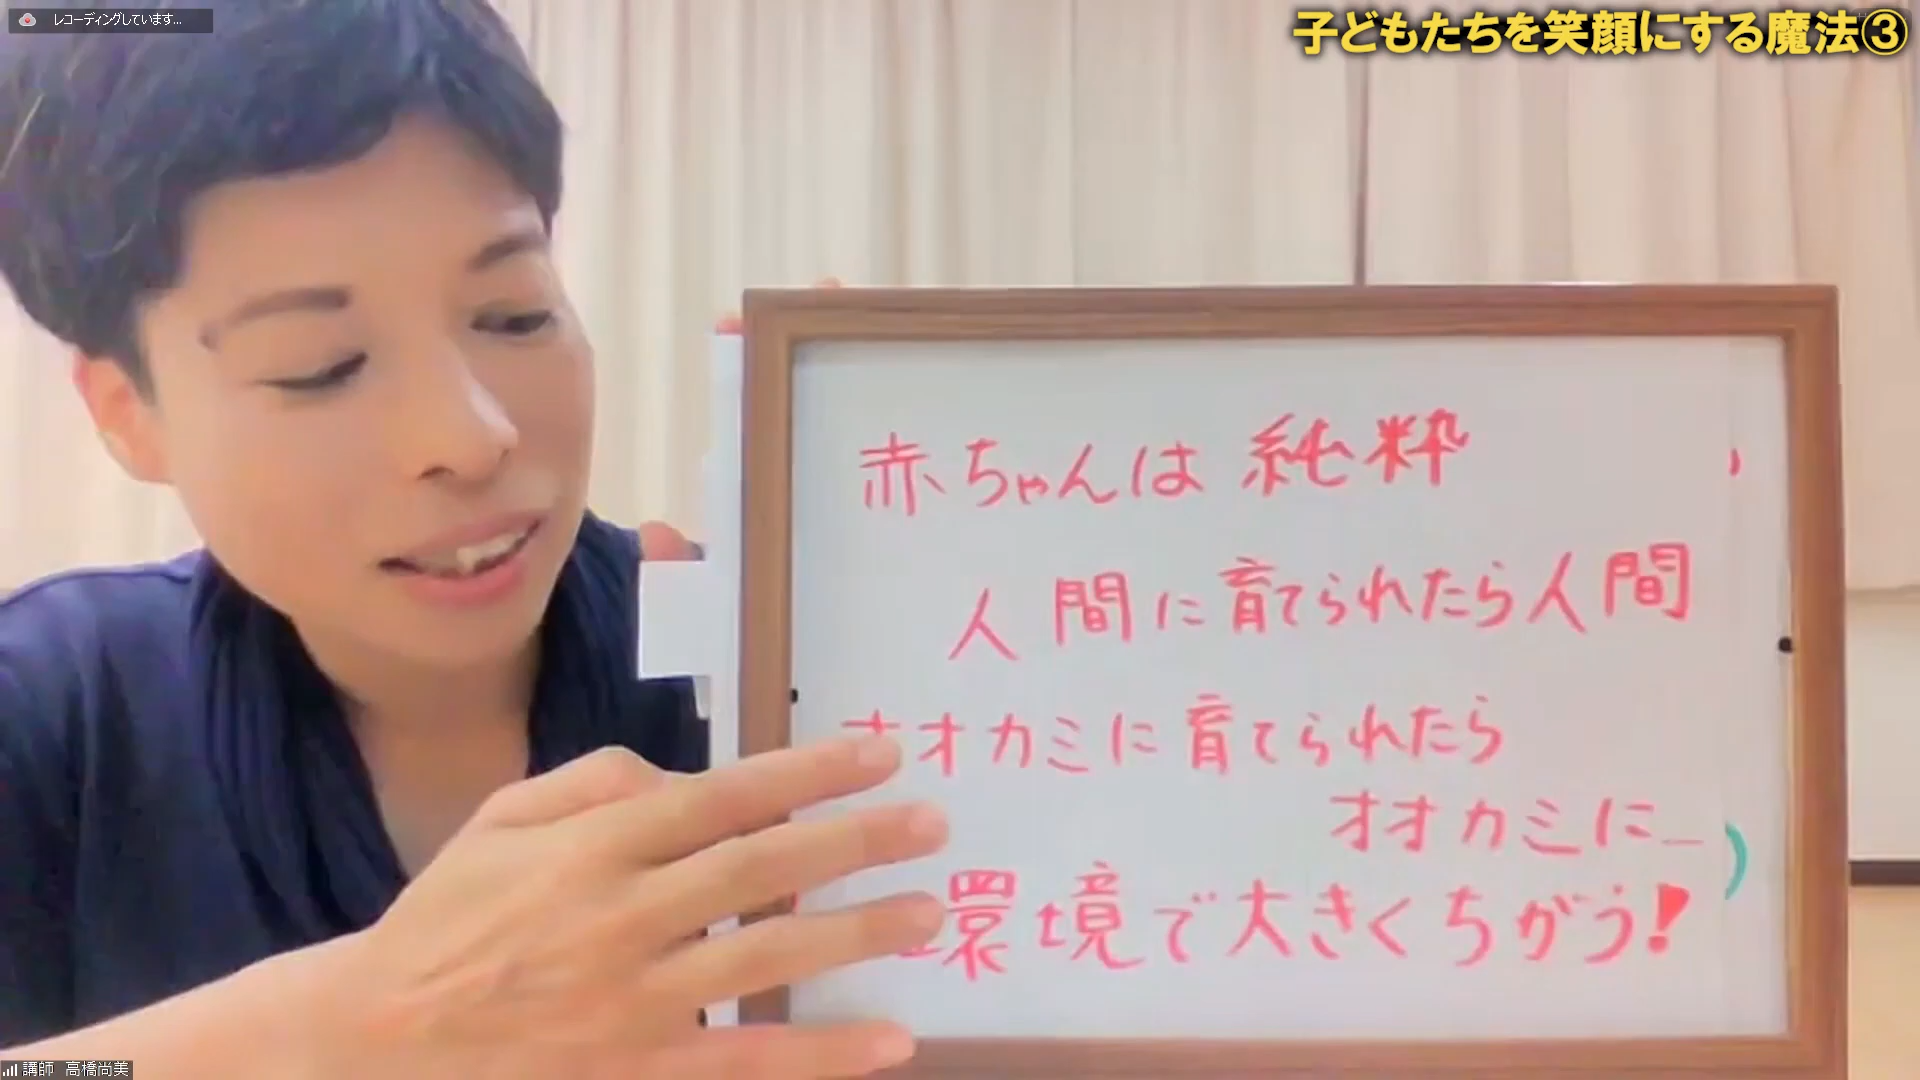 レコーディングしています...
子どもたちを笑顔にする魔法③
赤ちゃんは 純粋
人間に育てられたら人間
オオカミに育てられたら
オオカミに_
環境で大きくちがう!
講師 高橋尚美